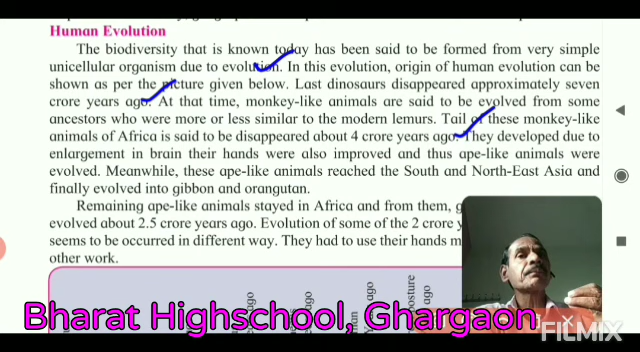 Human Evolution
The biodiversity that is known today has been said to be formed from very simple
unicellular organism due to evolution. In this evolution, origin of human evolution can be
shown as per the picture given below. Last dinosaurs disappeared approximately seven
crore years ago. At that time, monkey-like animals are said to be evolved from some
ancestors who were more or less similar to the modern lemurs. Tail of these monkey-like
animals of Africa is said to be disappeared about 4 crore years ago. They developed due to
enlargement in brain their hands were also improved and thus ape-like animals were
evolved. Meanwhile, these ape-like animals reached the South and North-East Asia and
finally evolved into gibbon and orangutan.
Remaining ape-like animals stayed in Africa and from them, g
evolved about 2.5 crore years ago. Evolution of some of the 2 crore y
seems to be occurred in different way. They had to use their hands m
other work.
ago
ago
ago
posture
ago
Bharat Highschool, Ghargaon
FILMIX